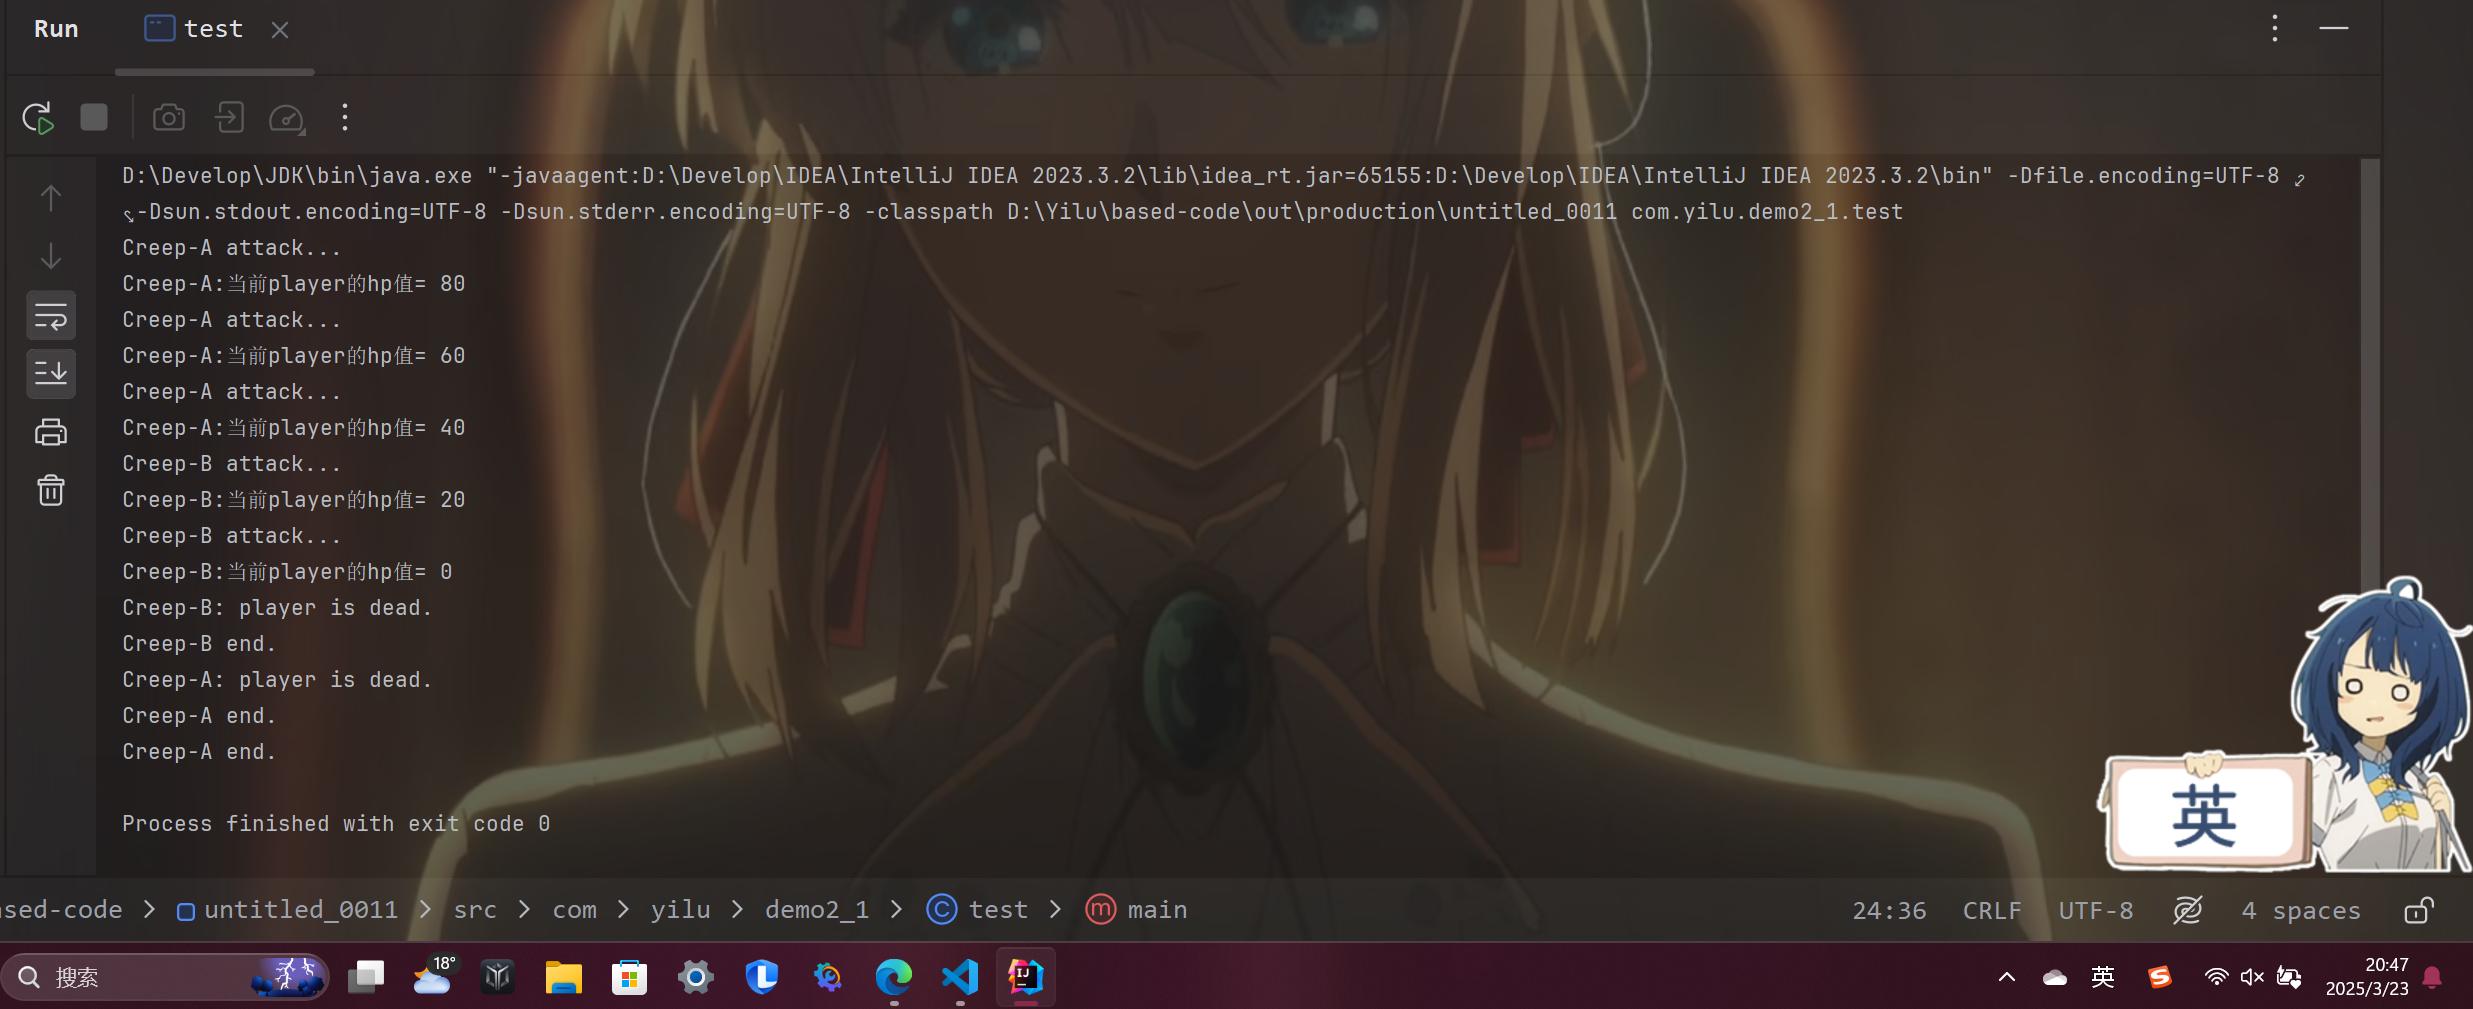 Run test
D:\Develop\JDK\bin\java.exe "-javaagent:D:\Develop\IDEA\IntelliJ IDEA 2023.3.2\lib\idea_rt.jar=65155:D:\Develop\IDEA\IntelliJ IDEA 2023.3.2\bin" -Dfile.encoding=UTF-8
-Dsun.stdout.encoding=UTF-8 -Dsun.stderr.encoding=UTF-8 -classpath D:\Yilu\based-code\out\production\untitled_0011 com.yilu.demo2_1.test
Creep-A attack...
Creep-A:当前player的hp值= 80
Creep-A attack...
Creep-A:当前player的hp值= 60
Creep-A attack...
Creep-A:当前player的hp值= 40
Creep-B attack...
Creep-B:当前player的hp值= 20
Creep-B attack...
Creep-B:当前player的hp值= 0
Creep-B: player is dead.
Creep-B end.
Creep-A: player is dead.
Creep-A end.
Creep-A end.
Process finished with exit code 0
英
sed-code > untitled_0011 > src > com > yilu > demo2_1 > test > main 24:36 CRLF UTF-8 4 spaces
搜索 18° 英 20:47
2025/3/23